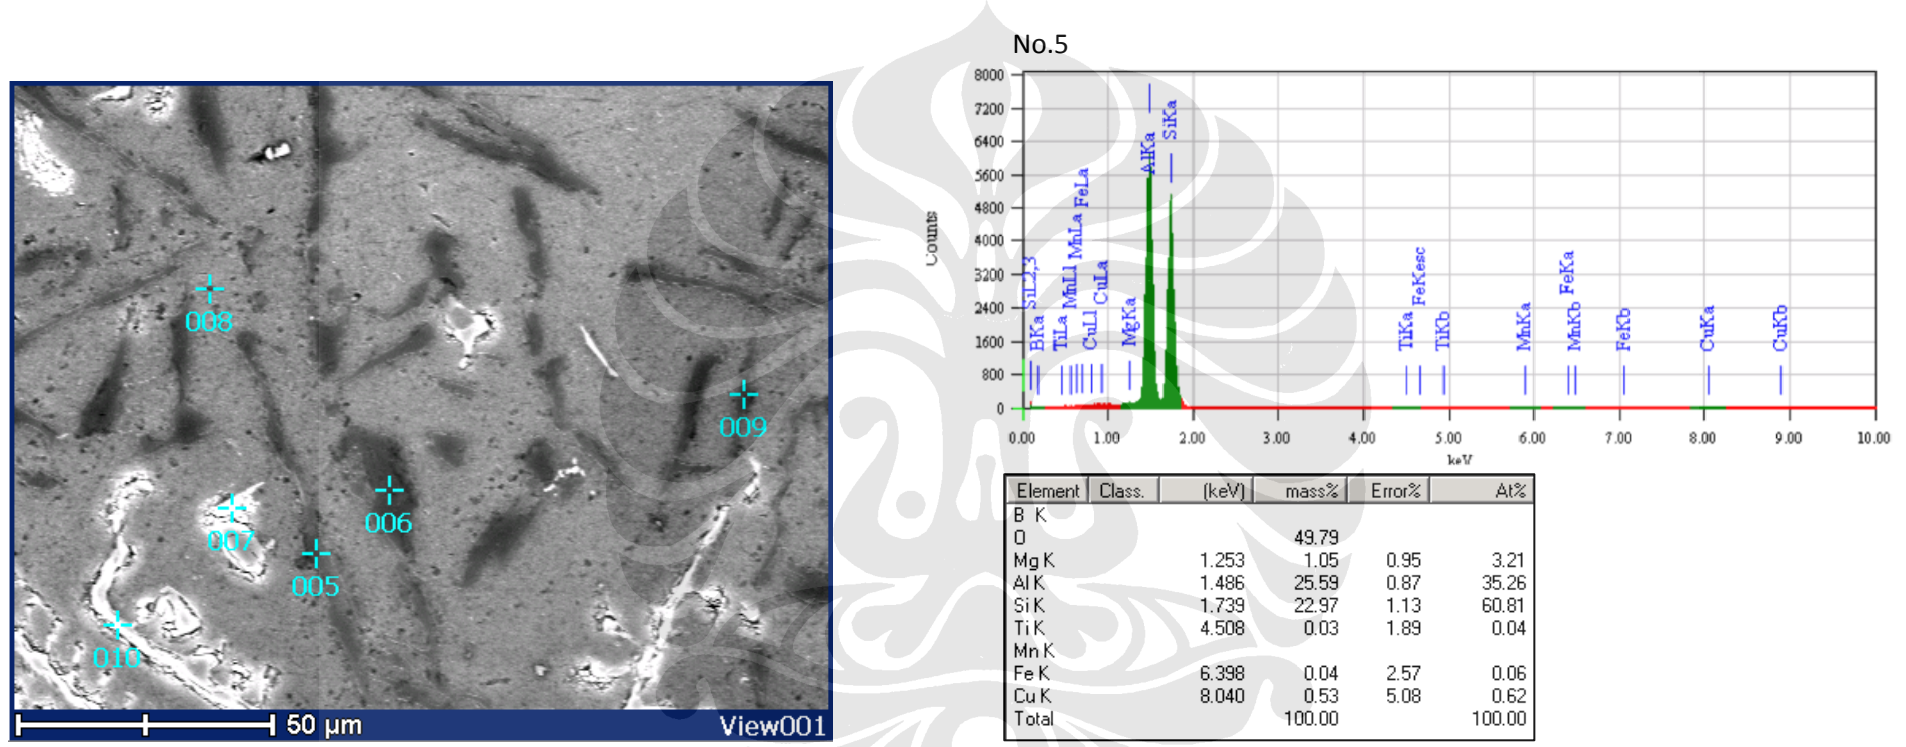 No.5
008
009
006
007
005
010
50 μm
View001
8000
7200
6400
5600
4800
4000
3200
2400
1600
800
0
Counts
BKa
SiL2,3
TiLa
MnLl
MnLa
FeLa
CuLl
CuLa
MgKa
AlKa
SiKa
TiKa
FeKesc
TiKb
MnKa
MnKb
FeKa
FeKb
CuKa
CuKb
0.00 1.00 2.00 3.00 4.00 5.00 6.00 7.00 8.00 9.00 10.00
keV
Element Class. (keV) mass% Error% At%
B K
O 49.79
Mg K 1.253 1.05 0.95 3.21
Al K 1.486 25.59 0.87 35.26
Si K 1.739 22.97 1.13 60.81
Ti K 4.508 0.03 1.89 0.04
Mn K
Fe K 6.398 0.04 2.57 0.06
Cu K 8.040 0.53 5.08 0.62
Total 100.00 100.00